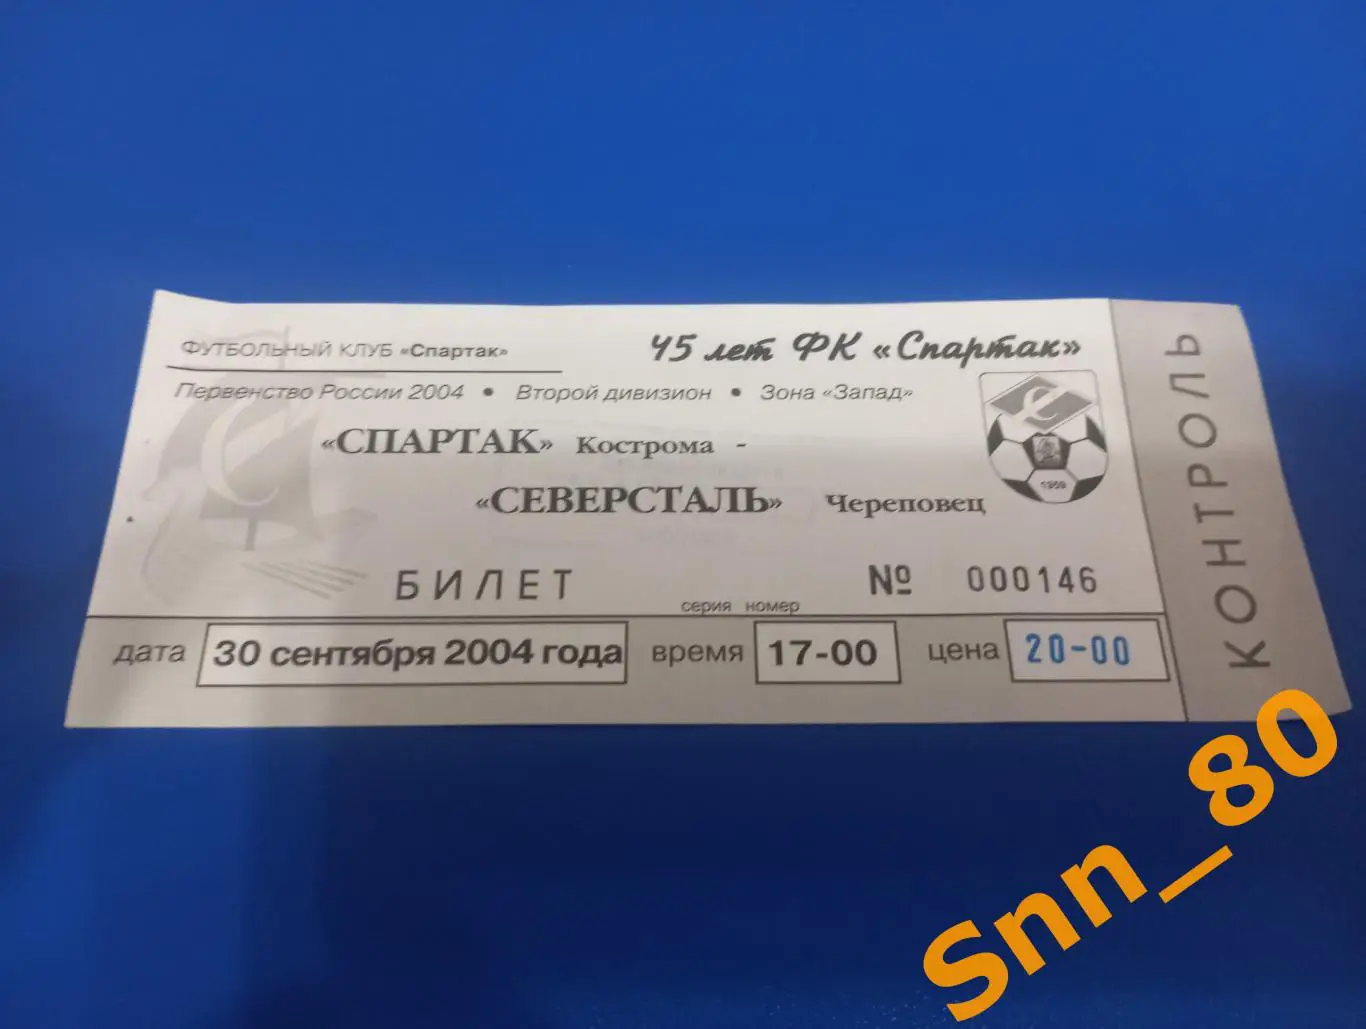 ФУТБОЛЬНЫЙ КЛУБ «Спартак»
45 лет ФК «Спартак»
Первенство России 2004 • Второй дивизион • Зона «Запад»
«СПАРТАК» Кострома -
«СЕВЕРСТАЛЬ» Череповец
1959
БИЛЕТ № 000146
серия номер
дата 30 сентября 2004 года время 17-00 цена 20-00
КОНТРОЛЬ
Snn_80